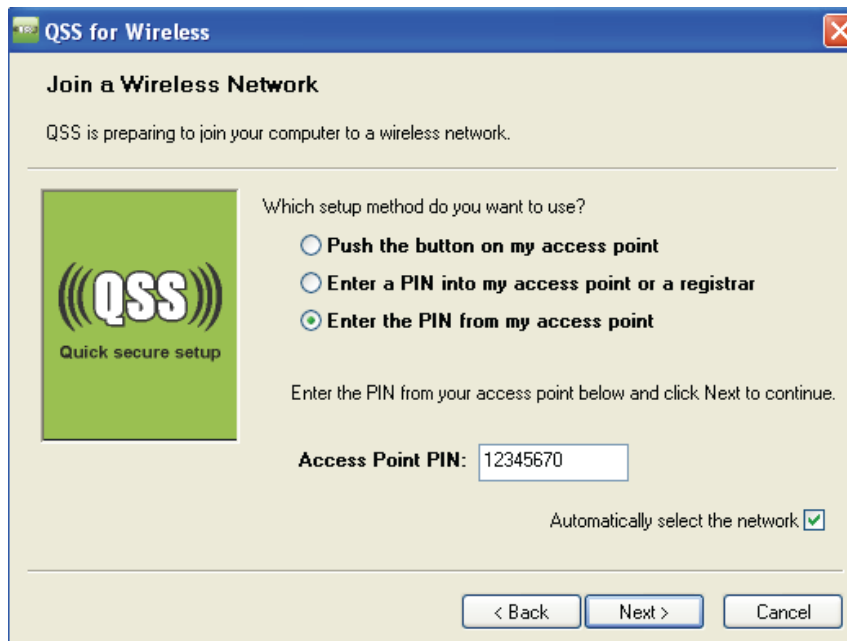 QSS for Wireless
Join a Wireless Network
QSS is preparing to join your computer to a wireless network.
Which setup method do you want to use?
Push the button on my access point
Enter a PIN into my access point or a registrar
Enter the PIN from my access point
(((QSS)))
Quick secure setup
Enter the PIN from your access point below and click Next to continue.
Access Point PIN: 12345670
Automatically select the network
< Back Next > Cancel